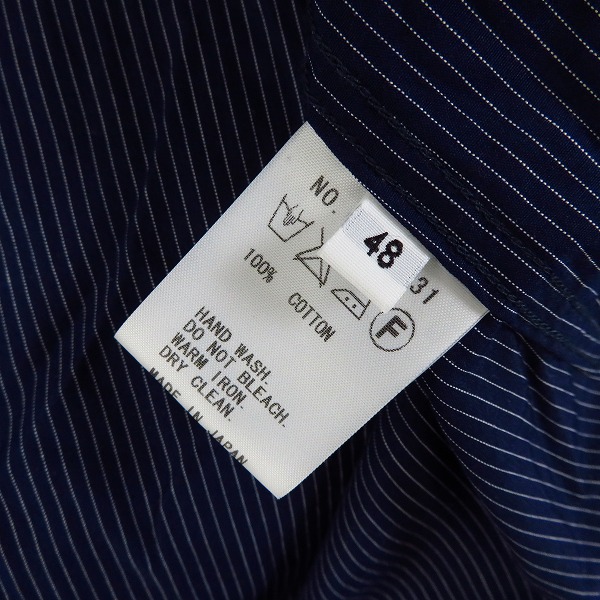 NO. 31
48
F
100% COTTON
HAND WASH.
DO NOT BLEACH.
WARM IRON.
DRY CLEAN.
MADE IN JAPAN